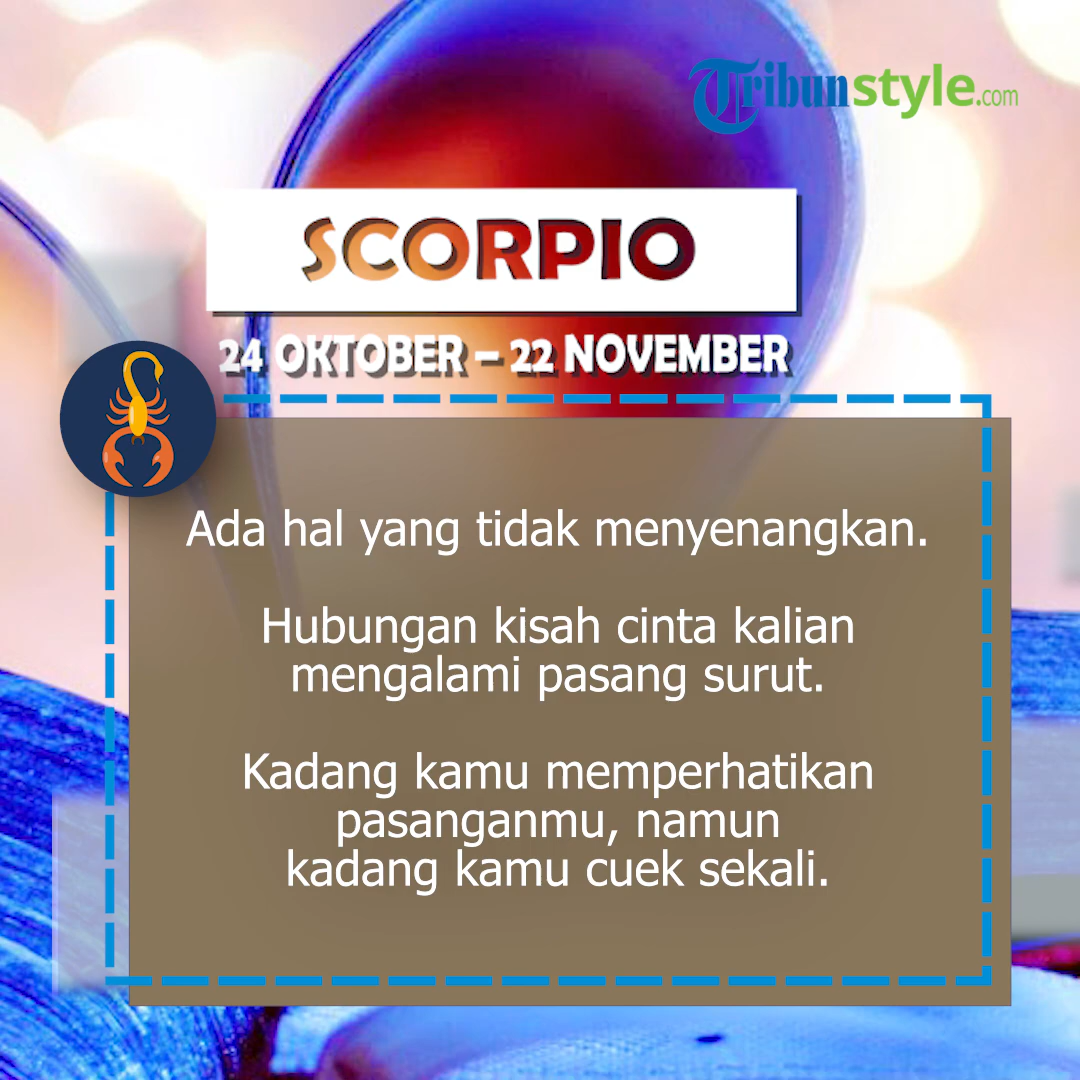 Tribunstyle.com
SCORPIO
24 OKTOBER – 22 NOVEMBER
Ada hal yang tidak menyenangkan.
Hubungan kisah cinta kalian
mengalami pasang surut.
Kadang kamu memperhatikan
pasanganmu, namun
kadang kamu cuek sekali.